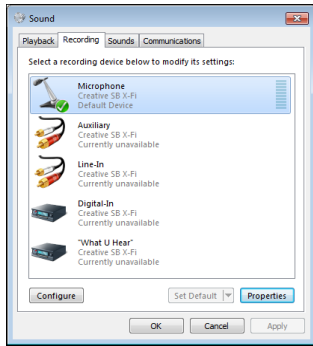 Sound
Playback Recording Sounds Communications
Select a recording device below to modify its settings:
Microphone
Creative SB X-Fi
Default Device
Auxiliary
Creative SB X-Fi
Currently unavailable
Line-In
Creative SB X-Fi
Currently unavailable
Digital-In
Creative SB X-Fi
Currently unavailable
"What U Hear"
Creative SB X-Fi
Currently unavailable
Configure Set Default Properties
OK Cancel Apply